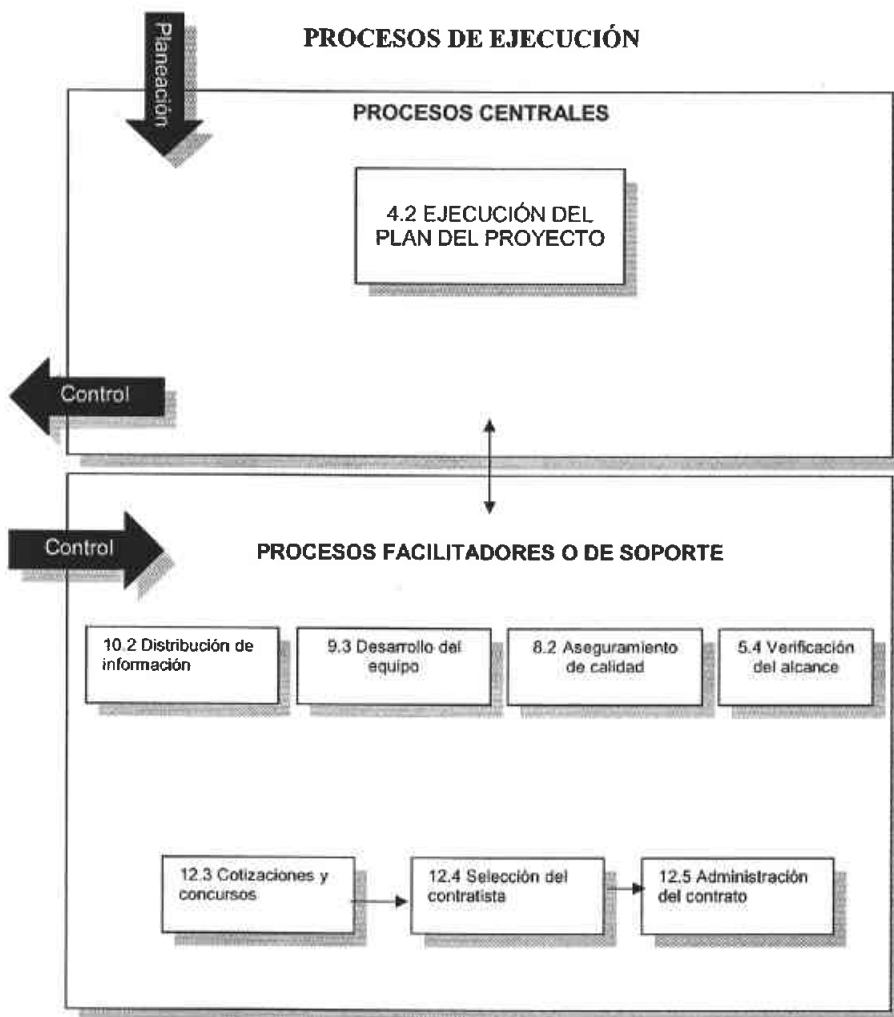 PROCESOS DE EJECUCIÓN
Planeación
PROCESOS CENTRALES
4.2 EJECUCIÓN DEL
PLAN DEL PROYECTO
Control
Control
PROCESOS FACILITADORES O DE SOPORTE
10.2 Distribución de
información
9.3 Desarrollo del
equipo
8.2 Aseguramiento
de calidad
5.4 Verificación
del alcance
12.3 Cotizaciones y
concursos
12.4 Selección del
contratista
12.5 Administración
del contrato